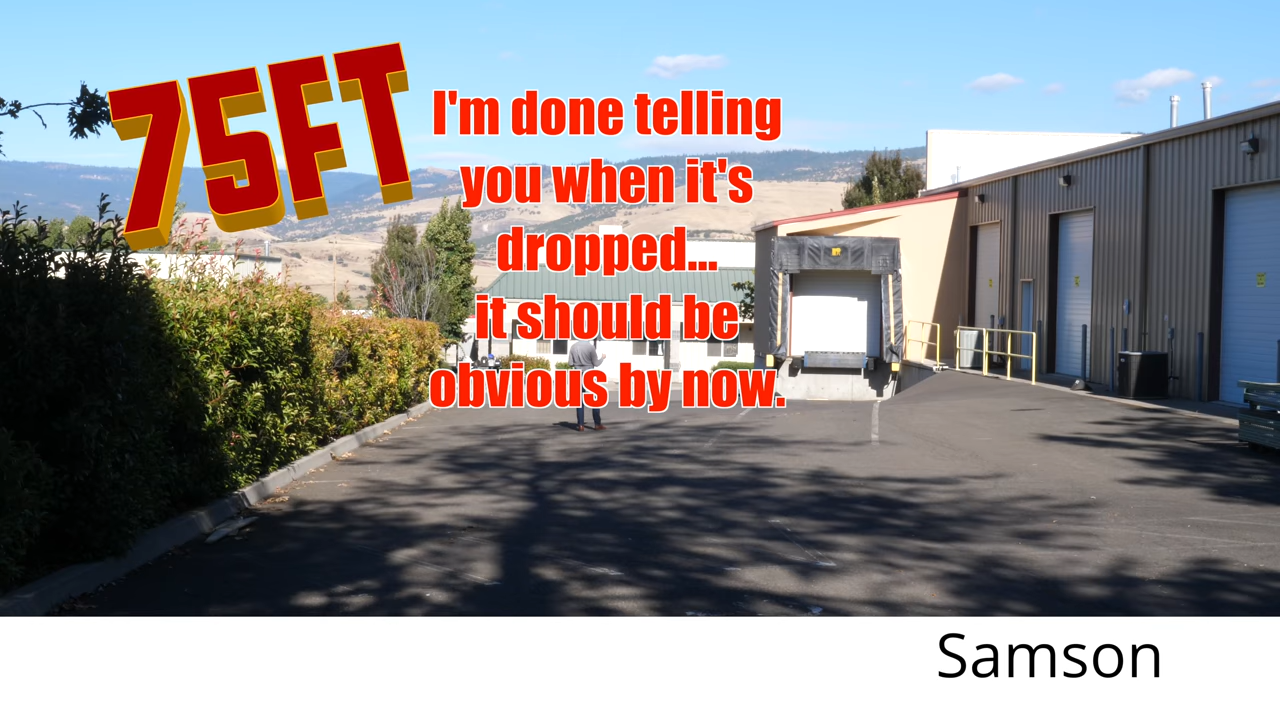 75FT
I'm done telling
you when it's
dropped...
it should be
obvious by now.
Samson